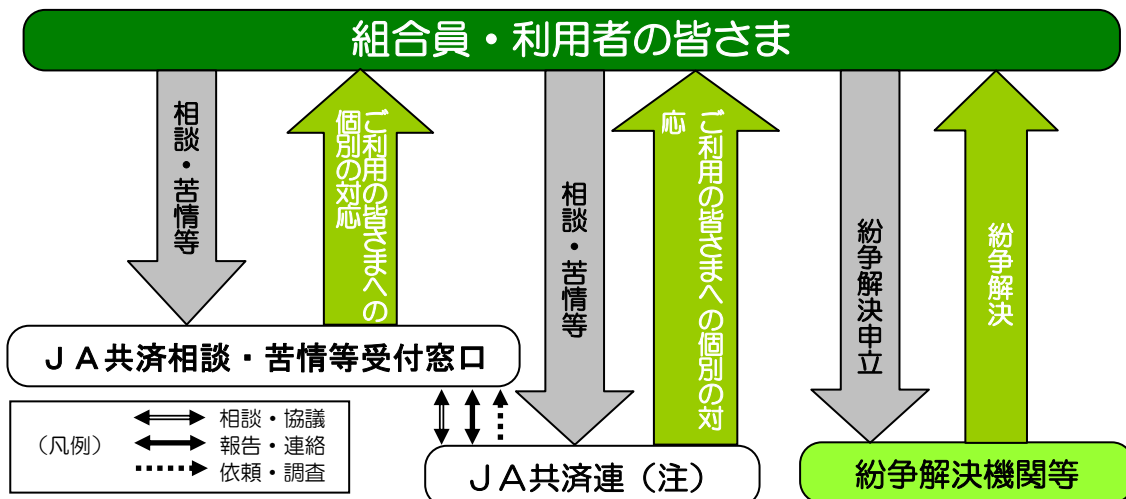 組合員・利用者の皆さま
相談・苦情等
ご利用の皆さまへの
個別の対応
相談・苦情等
ご利用の皆さまへの個別の対
応
紛争解決申立
紛争解決
ＪＡ共済相談・苦情等受付窓口
（凡例）
相談・協議
報告・連絡
依頼・調査
ＪＡ共済連（注）
紛争解決機関等